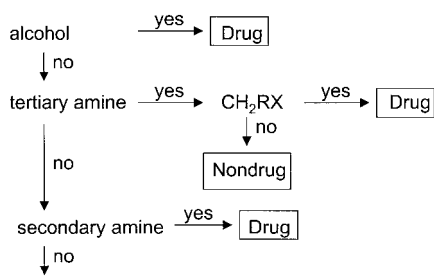 alcohol yes Drug
no
tertiary amine yes CH₂RX yes Drug
no
no
Nondrug
secondary amine yes Drug
no